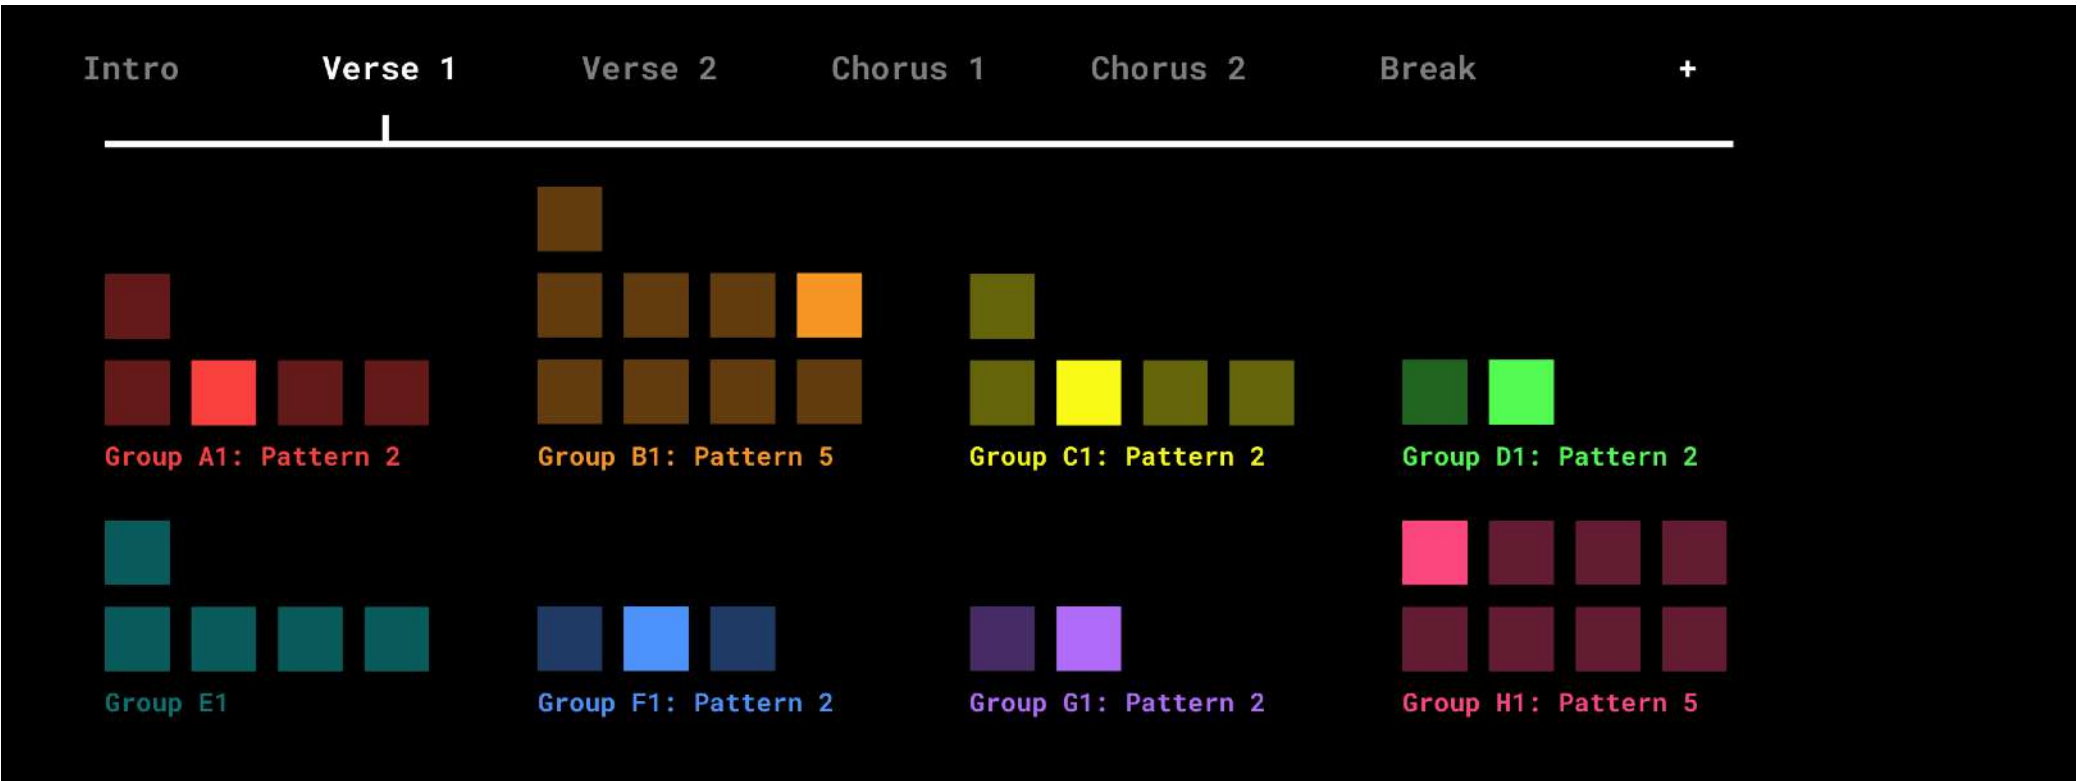 Intro Verse 1 Verse 2 Chorus 1 Chorus 2 Break +
Group A1: Pattern 2 Group B1: Pattern 5 Group C1: Pattern 2 Group D1: Pattern 2
Group E1 Group F1: Pattern 2 Group G1: Pattern 2 Group H1: Pattern 5